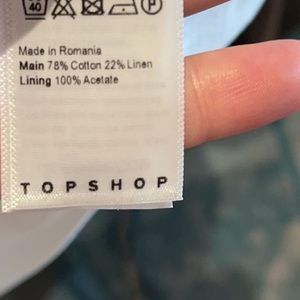 40 P
Made in Romania
Main 78% Cotton 22% Linen
Lining 100% Acetate
TOPSHOP